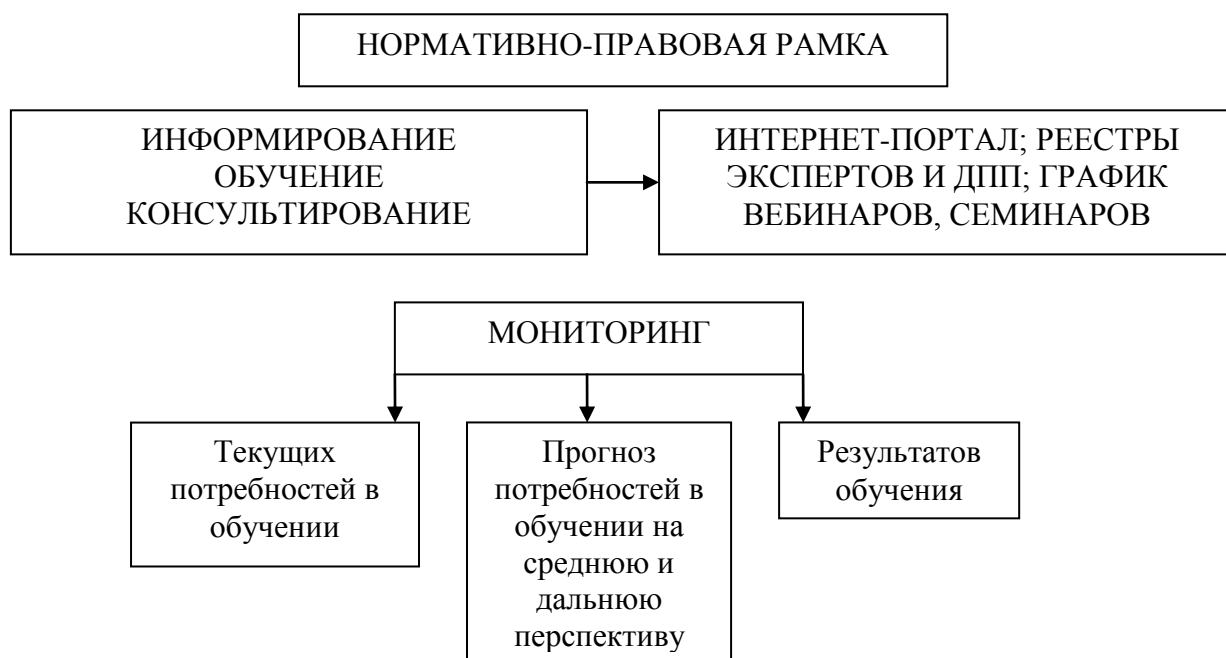 НОРМАТИВНО-ПРАВОВАЯ РАМКА
ИНФОРМИРОВАНИЕ
ОБУЧЕНИЕ
КОНСУЛЬТИРОВАНИЕ
ИНТЕРНЕТ-ПОРТАЛ; РЕЕСТРЫ
ЭКСПЕРТОВ И ДПП; ГРАФИК
ВЕБИНАРОВ, СЕМИНАРОВ
МОНИТОРИНГ
Текущих
потребностей в
обучении
Прогноз
потребностей в
обучении на
среднюю и
дальнюю
перспективу
Результатов
обучения